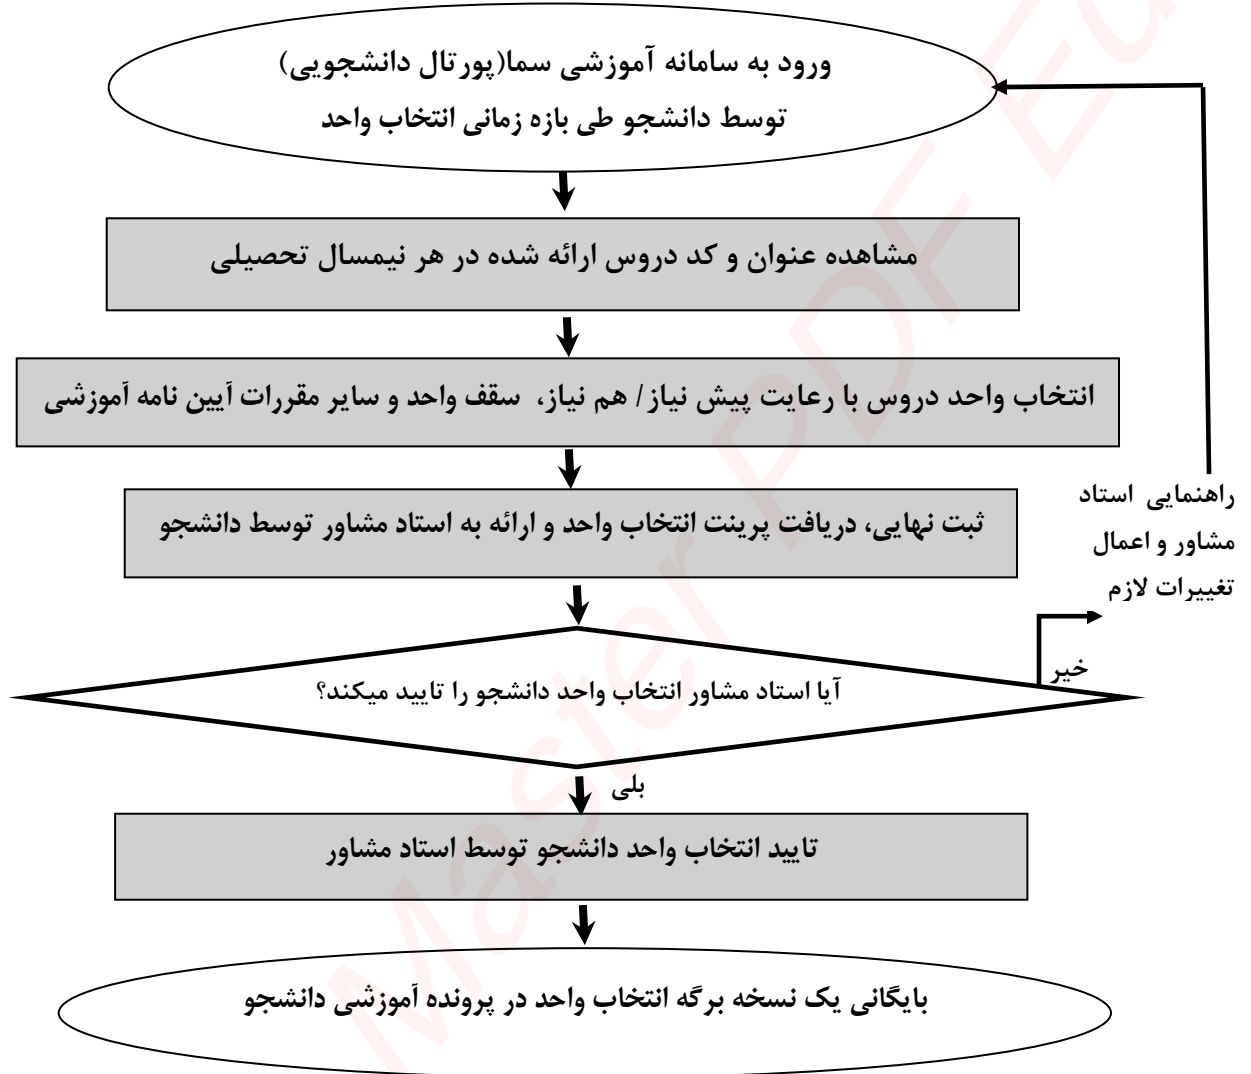 ورود به سامانه آموزشی سما(پورتال دانشجویی)
توسط دانشجو طی بازه زمانی انتخاب واحد
مشاهده عنوان و کد دروس ارائه شده در هر نیمسال تحصیلی
انتخاب واحد دروس با رعایت پیش نیاز/ هم نیاز، سقف واحد و سایر مقررات آیین نامه آموزشی
ثبت نهایی، دریافت پرینت انتخاب واحد و ارائه به استاد مشاور توسط دانشجو
راهنمایی استاد
مشاور و اعمال
تغییرات لازم
آیا استاد مشاور انتخاب واحد دانشجو را تایید میکند؟
خیر
بلی
تایید انتخاب واحد دانشجو توسط استاد مشاور
بایگانی یک نسخه برگه انتخاب واحد در پرونده آموزشی دانشجو
Master PDF Ed